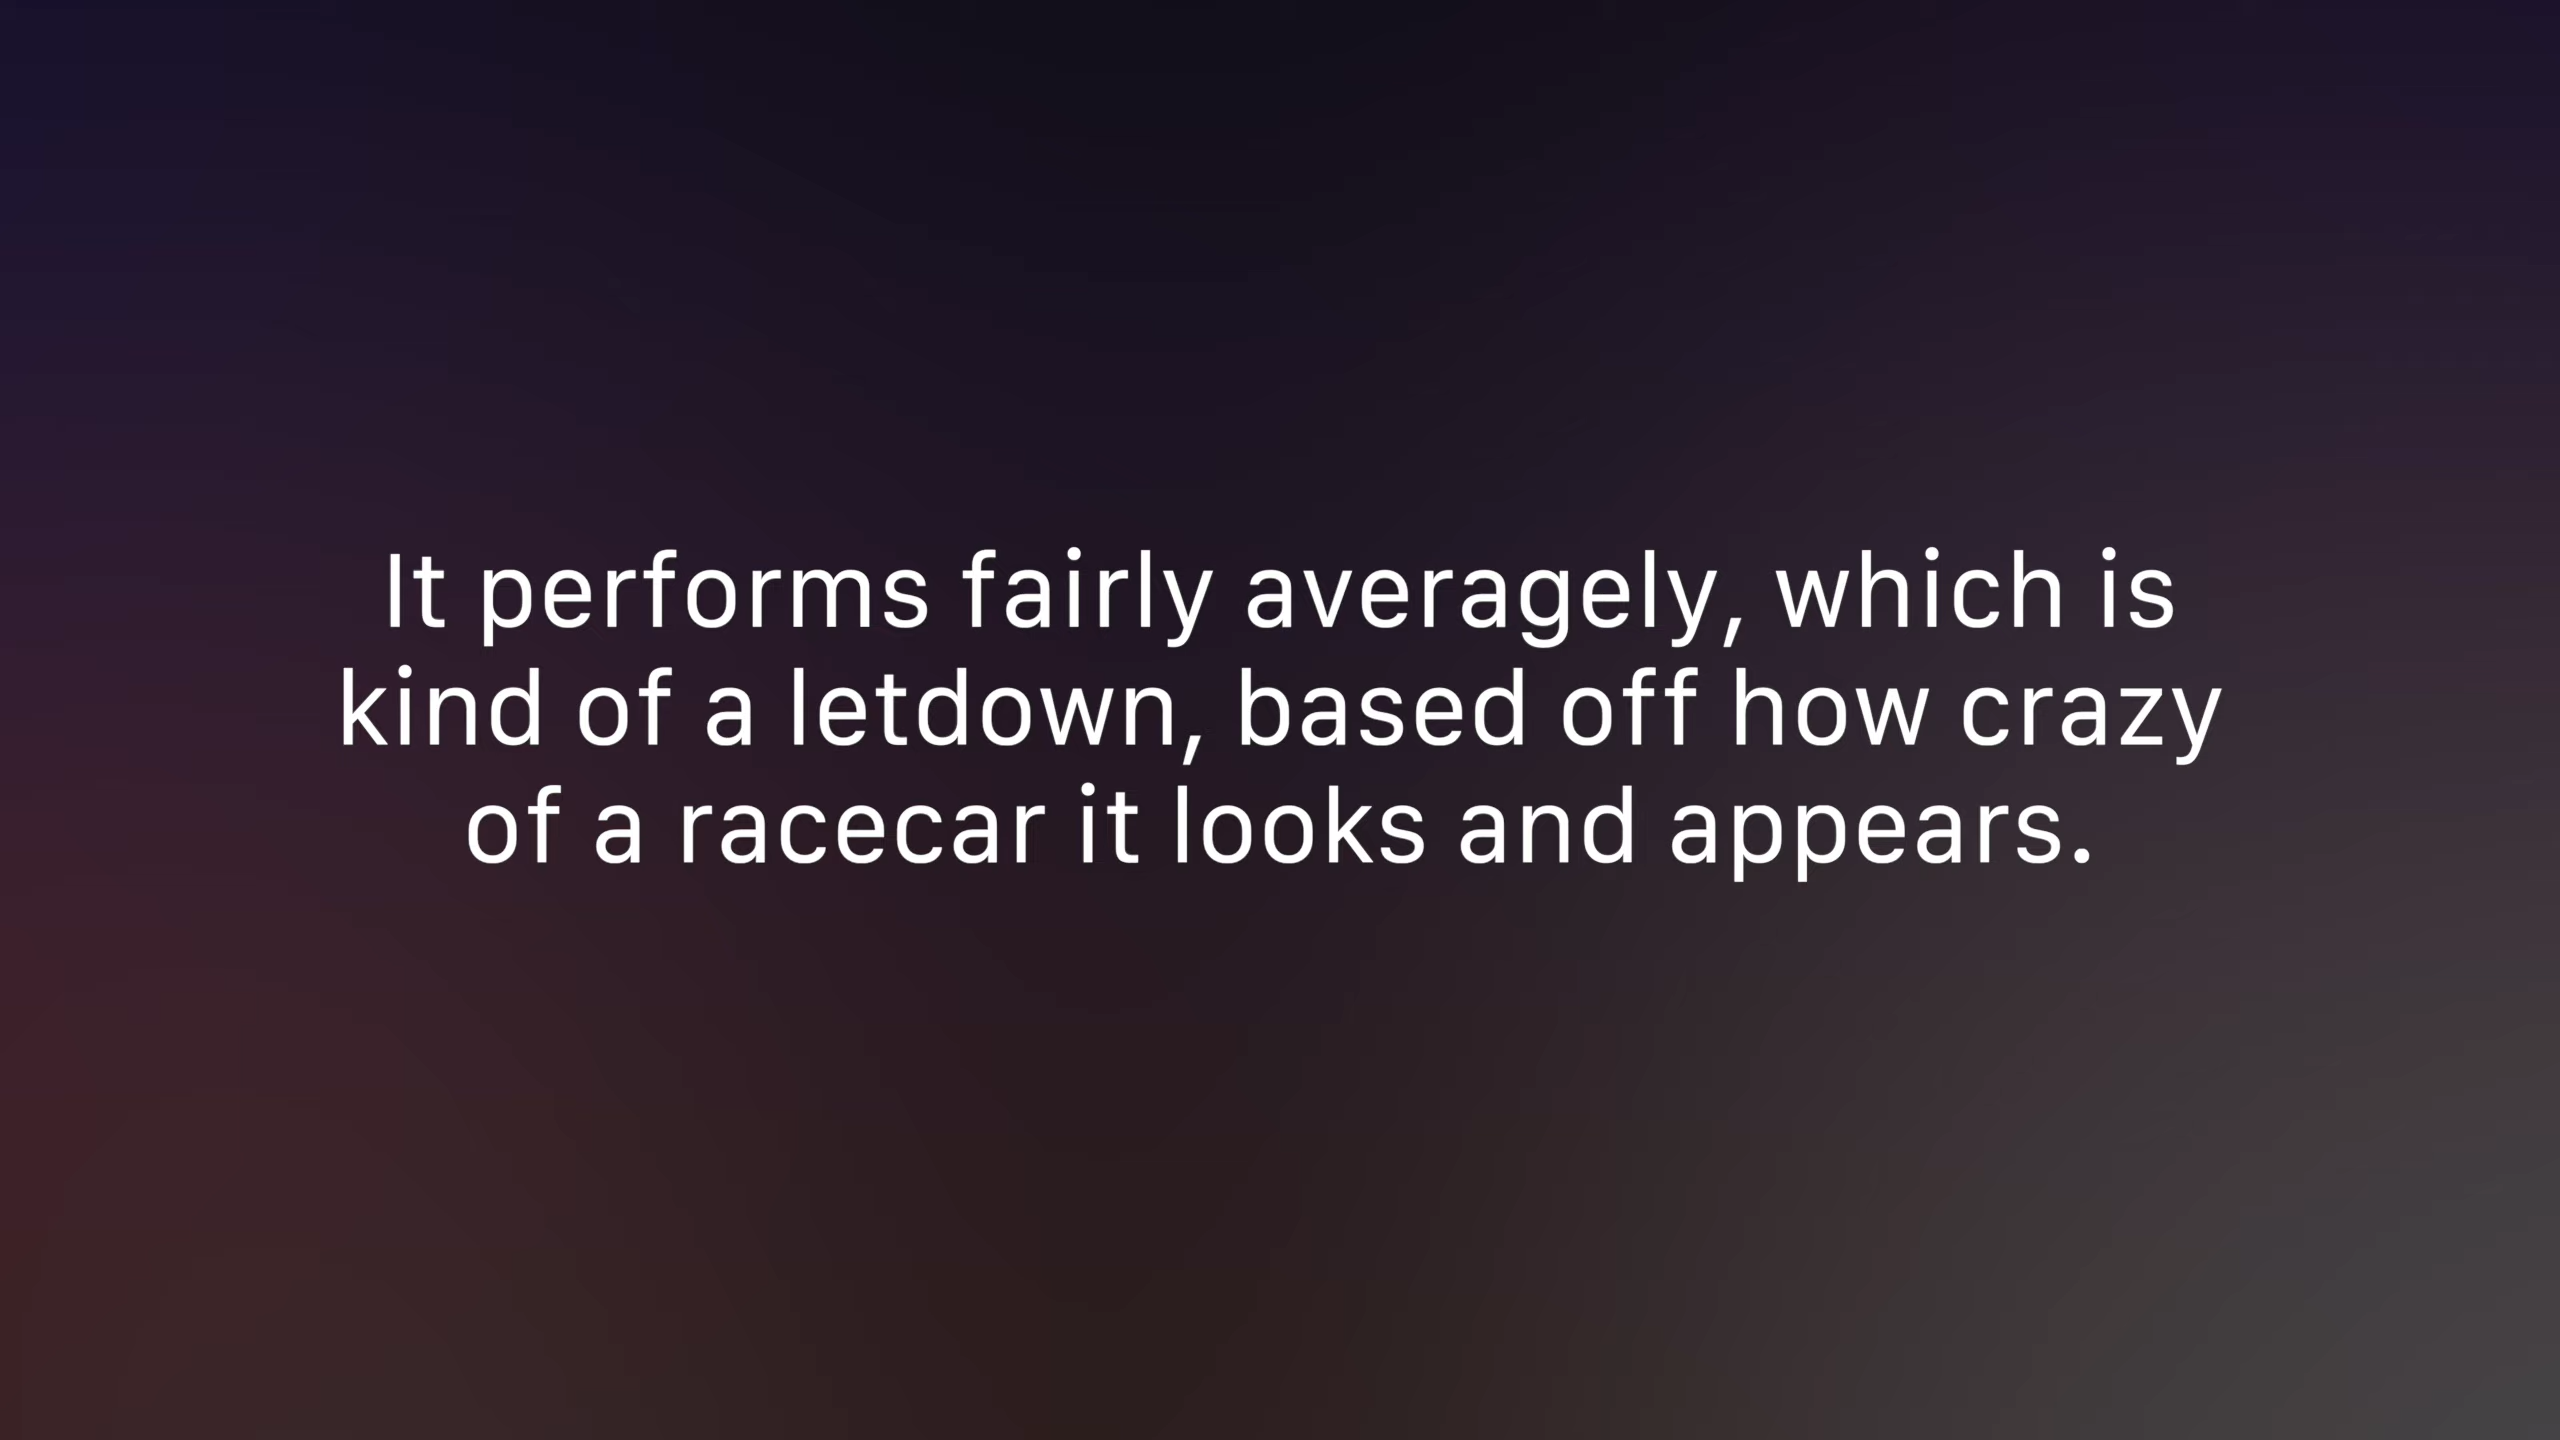 It performs fairly averagely, which is
kind of a letdown, based off how crazy
of a racecar it looks and appears.